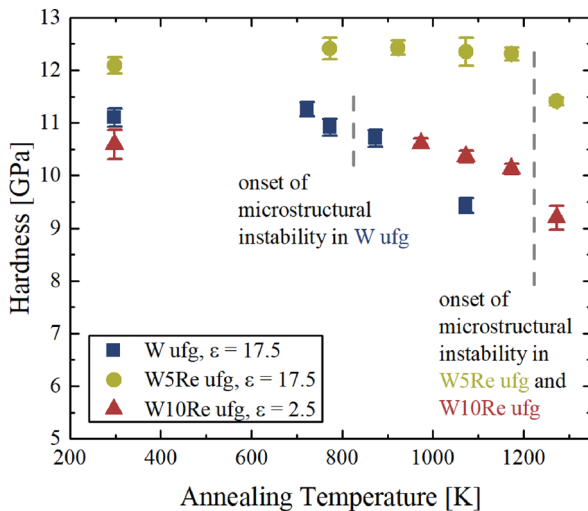 13
12
11
10
9
8
7
6
5
Hardness [GPa]
onset of
microstructural
instability in W ufg
onset of
microstructural
instability in
W5Re ufg and
W10Re ufg
W ufg, ε = 17.5
W5Re ufg, ε = 17.5
W10Re ufg, ε = 2.5
200 400 600 800 1000 1200
Annealing Temperature [K]